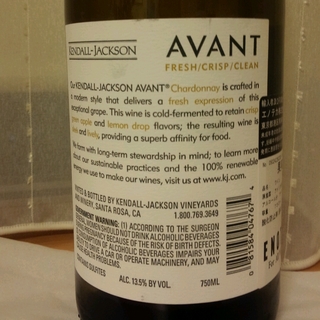 KENDALL-JACKSON
AVANT
FRESH/CRISP/CLEAN
Our KENDALL-JACKSON AVANT® Chardonnay is crafted in
a modern style that delivers a fresh expression of this
exceptional grape. This wine is cold-fermented to retain crisp
green apple and lemon drop flavors; the resulting wine is
and lively, providing a superb affinity for food.
We farm with long-term stewardship in mind; to learn more
about our sustainable practices and the 100% renewable
energy we use to make our wines, visit us at www.kj.com.
& BOTTLED BY KENDALL-JACKSON VINEYARDS
AND WINERY, SANTA ROSA, CA
1.800.769.3649
GOVERNMENT WARNING: (1) ACCORDING TO THE SURGEON
GENERAL, WOMEN SHOULD NOT DRINK ALCOHOLIC BEVERAGES
DURING PREGNANCY BECAUSE OF THE RISK OF BIRTH DEFECTS.
(2) CONSUMPTION OF ALCOHOLIC BEVERAGES IMPAIRS YOUR
ABILITY TO DRIVE A CAR OR OPERATE MACHINERY, AND MAY
CAUSE HEALTH PROBLEMS.
CONTAINS SULFITES
ALC. 13.5% BY VOL.
750ML